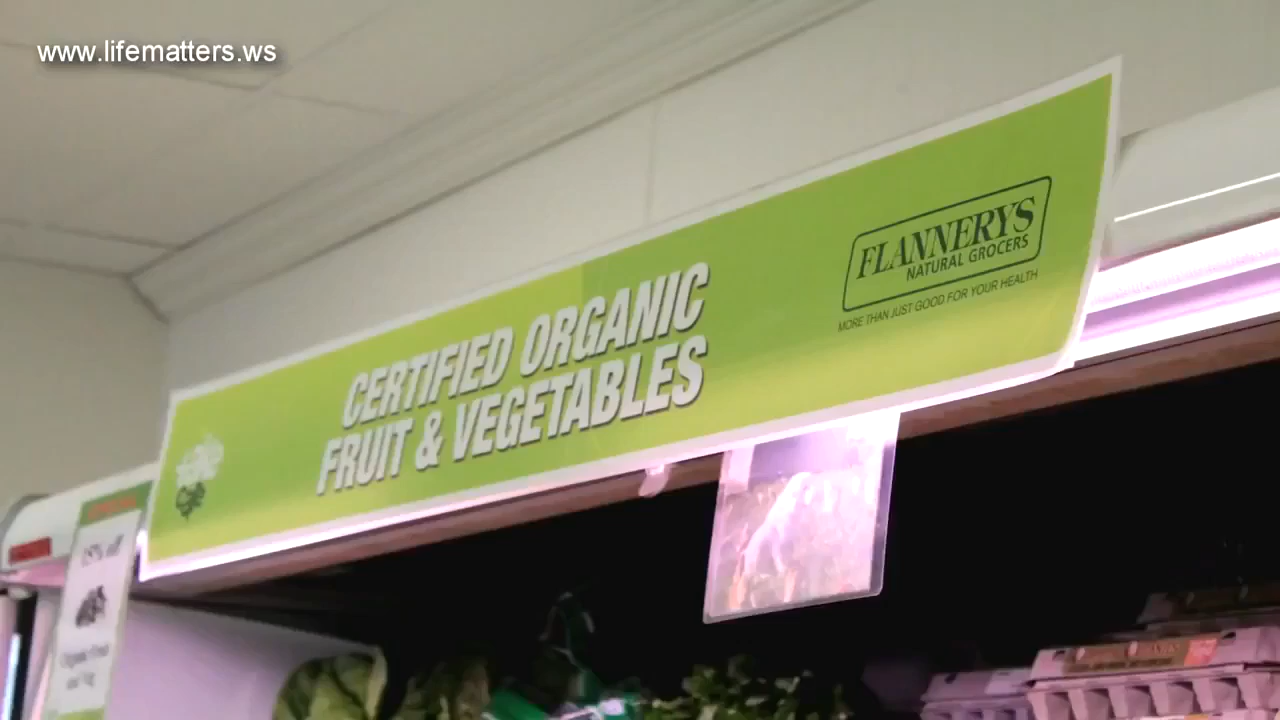 www.lifematters.ws
CERTIFIED ORGANIC
FRUIT & VEGETABLES
FLANNERYS
NATURAL GROCERS
MORE THAN JUST GOOD FOR YOUR HEALTH
15% off